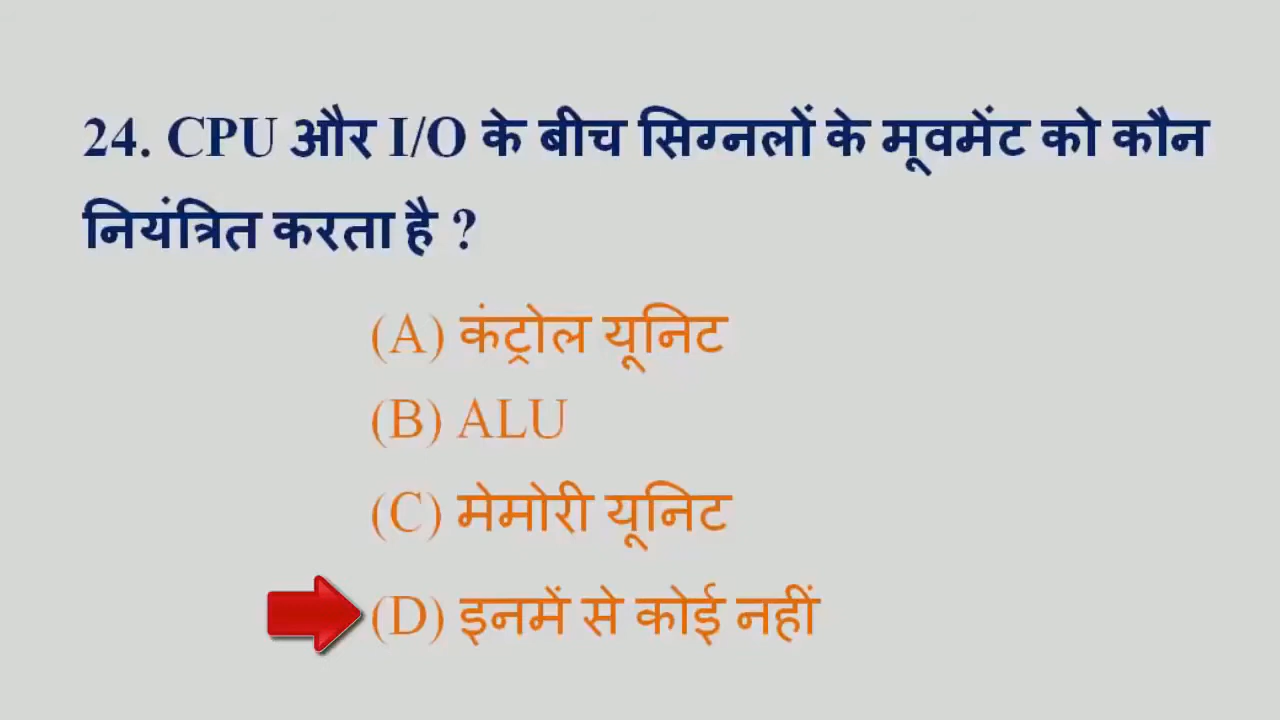 24. CPU और I/O के बीच सिग्नलों के मूवमेंट को कौन
नियंत्रित करता है ?
(A) कंट्रोल यूनिट
(B) ALU
(C) मेमोरी यूनिट
(D) इनमें से कोई नहीं